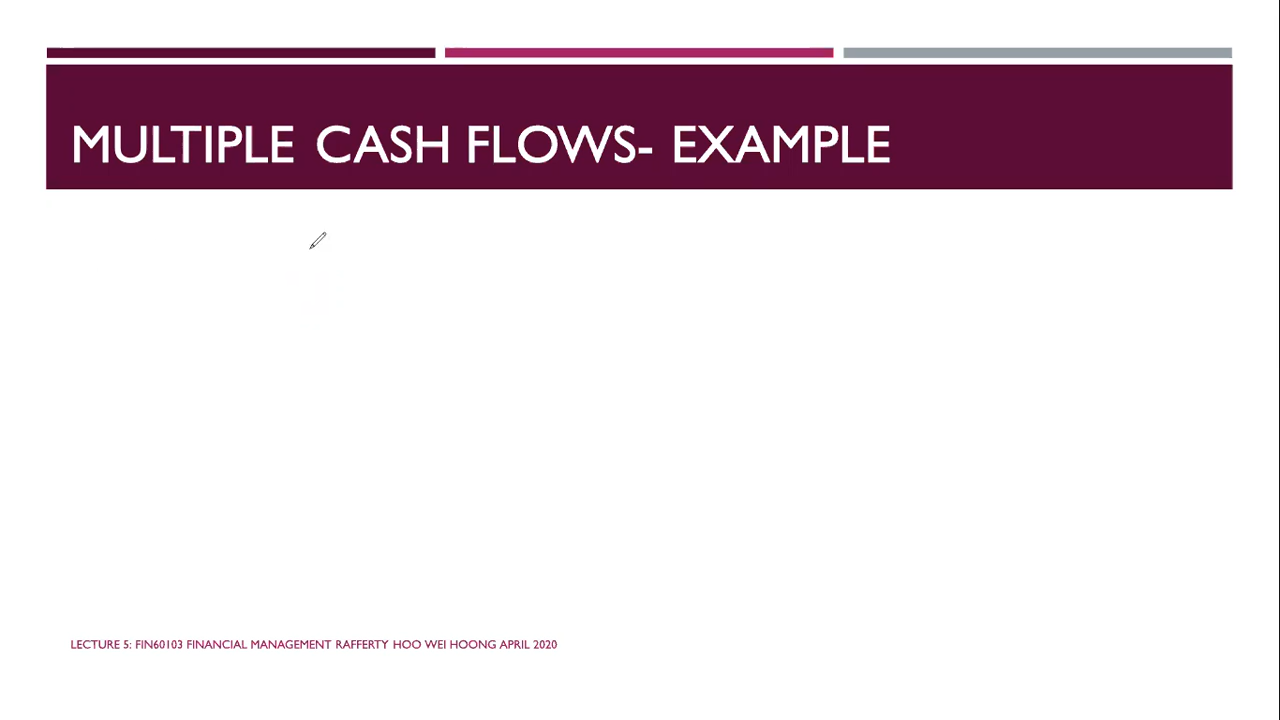 MULTIPLE CASH FLOWS- EXAMPLE
LECTURE 5: FIN60103 FINANCIAL MANAGEMENT RAFFERTY HOO WEI HOONG APRIL 2020